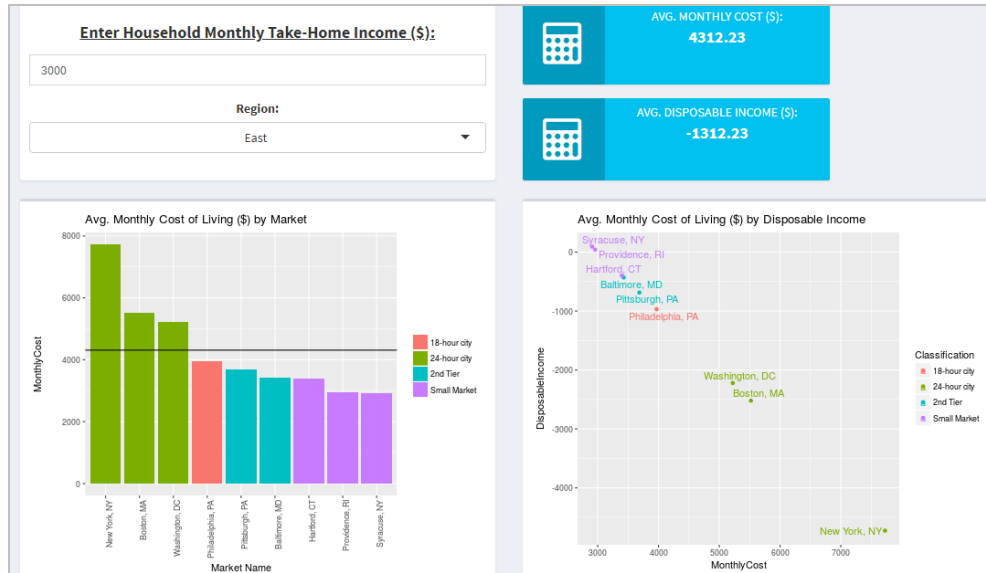 Enter Household Monthly Take-Home Income ($):
3000
Region:
East
AVG. MONTHLY COST ($):
4312.23
AVG. DISPOSABLE INCOME ($):
-1312.23
Avg. Monthly Cost of Living ($) by Market
MonthlyCost
8000
6000
4000
2000
0
New York, NY
Boston, MA
Washington, DC
Philadelphia, PA
Pittsburgh, PA
Baltimore, MD
Hartford, CT
Providence, RI
Syracuse, NY
Market Name
18-hour city
24-hour city
2nd Tier
Small Market
Avg. Monthly Cost of Living ($) by Disposable Income
DisposableIncome
0
-1000
-2000
-3000
-4000
Syracuse, NY
Providence, RI
Hartford, CT
Baltimore, MD
Pittsburgh, PA
Philadelphia, PA
Washington, DC
Boston, MA
New York, NY
3000
4000
5000
6000
7000
MonthlyCost
Classification
18-hour city
24-hour city
2nd Tier
Small Market